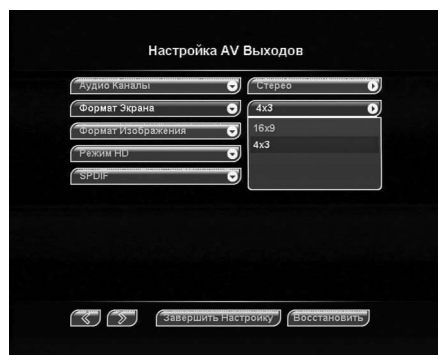 Настройка AV Выходов
Аудио Каналы
Стерео
Формат Экрана
4x3
Формат Изображения
16x9
4x3
Режим HD
SPDIF
Завершить Настройку
Восстановить